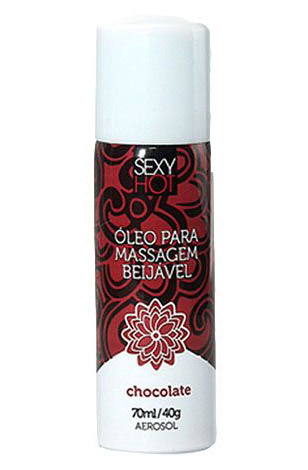 SEXY
HOT
ÓLEO PARA
MASSAGEM
BEIJÁVEL
chocolate
70ml/40g
AEROSOL